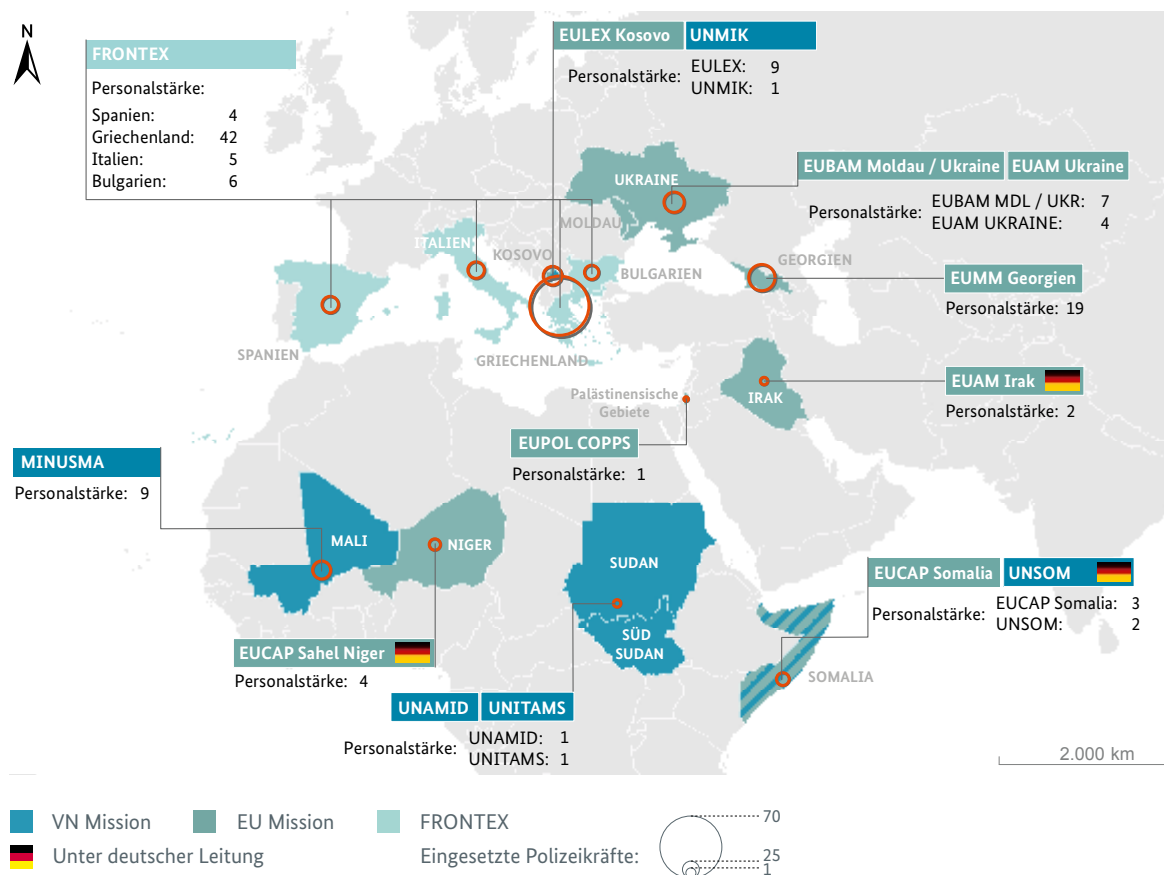 N
FRONTEX
Personalstärke:
Spanien: 4
Griechenland: 42
Italien: 5
Bulgarien: 6
EULEX Kosovo UNMIK
Personalstärke: EULEX: 9
UNMIK: 1
EUBAM Moldau / Ukraine EUAM Ukraine
Personalstärke: EUBAM MDL / UKR: 7
EUAM UKRAINE: 4
UKRAINE
MOLDAU
ITALIEN
KOSOVO
BULGARIEN
GEORGIEN
EUMM Georgien
Personalstärke: 19
SPANIEN
GRIECHENLAND
EUAM Irak
Personalstärke: 2
IRAK
Palästinensische
Gebiete
EUPOL COPPS
Personalstärke: 1
MINUSMA
Personalstärke: 9
MALI
NIGER
SUDAN
SÜD
SUDAN
EUCAP Somalia UNSOM
Personalstärke: EUCAP Somalia: 3
UNSOM: 2
SOMALIA
EUCAP Sahel Niger
Personalstärke: 4
UNAMID UNITAMS
Personalstärke: UNAMID: 1
UNITAMS: 1
2.000 km
VN Mission EU Mission FRONTEX
Unter deutscher Leitung
Eingesetzte Polizeikräfte:
70
25
1